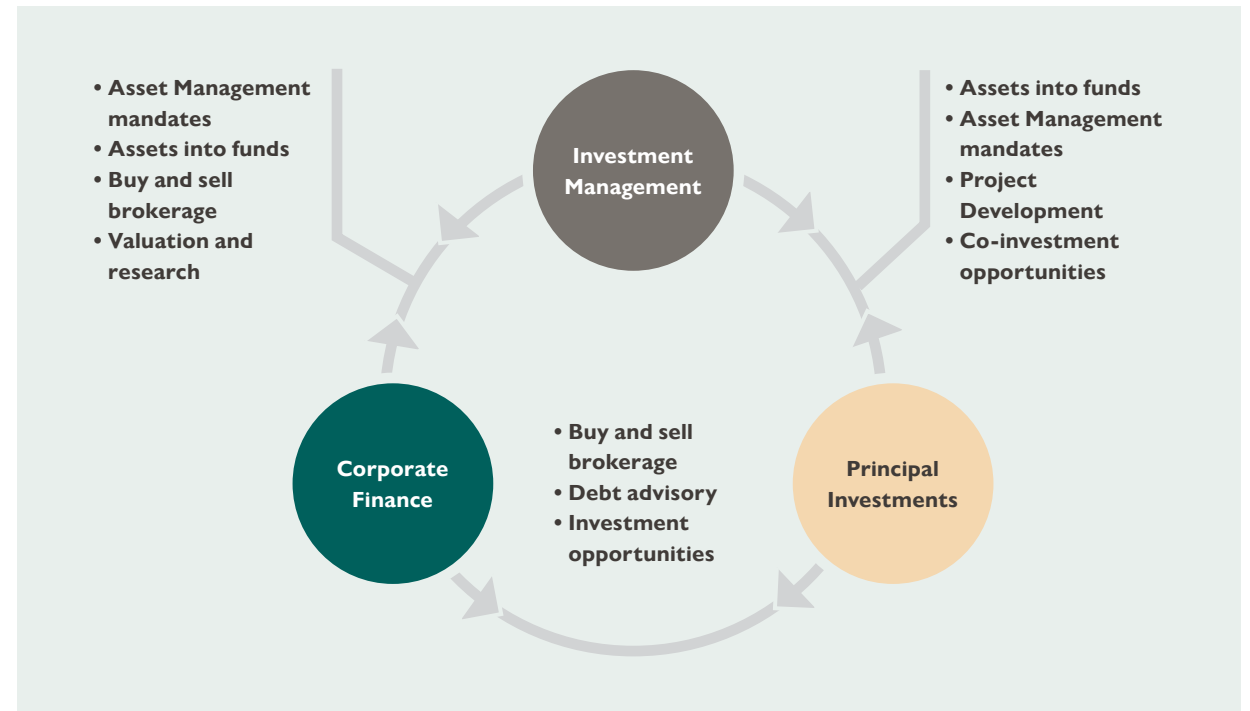 • Asset Management
mandates
• Assets into funds
• Buy and sell
brokerage
• Valuation and
research
Investment
Management
• Assets into funds
• Asset Management
mandates
• Project
Development
• Co-investment
opportunities
Corporate
Finance
• Buy and sell
brokerage
• Debt advisory
• Investment
opportunities
Principal
Investments